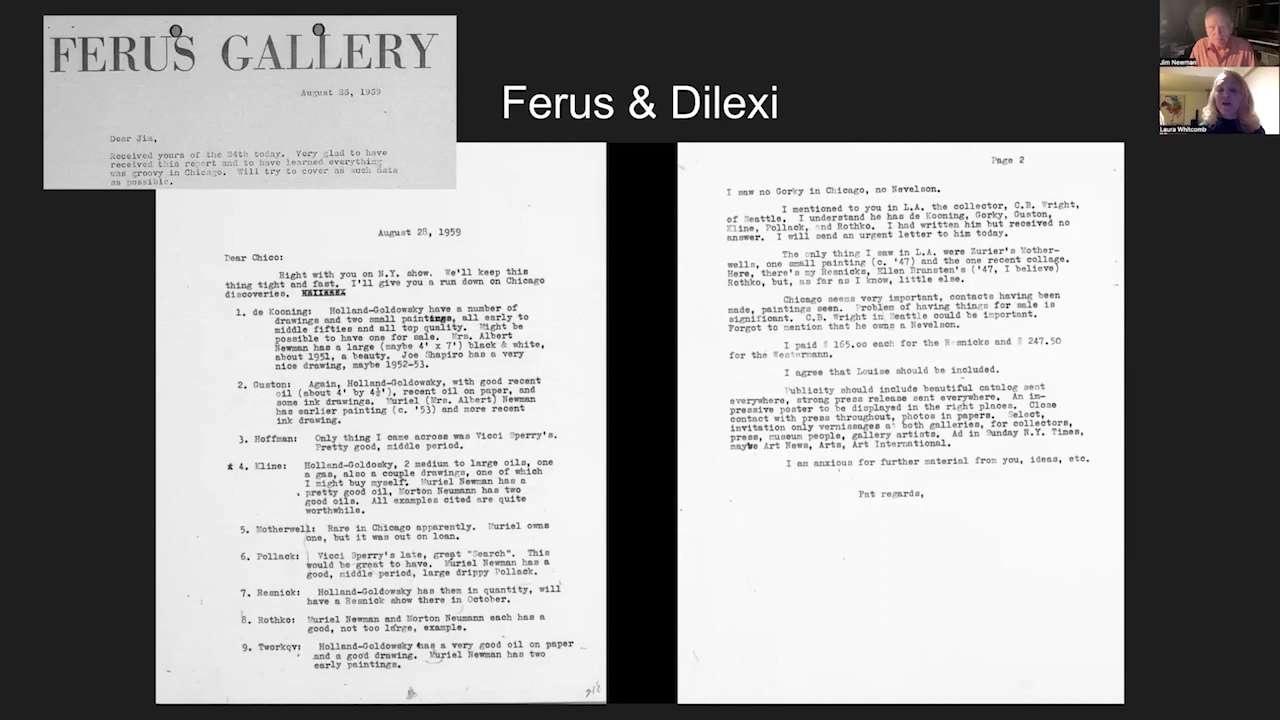 FERUS GALLERY
August 25, 1959
Dear Jim,
Received yours of the 24th today. Very glad to have
received this report and to have learned everything
was groovy in Chicago. Will try to cover as much data
as possible.
Ferus & Dilexi
Jim Newman
Laura Whitcomb
August 28, 1959
Dear Chico:
Right with you on N.Y. show. We'll keep this
thing tight and fast. I'll give you a run down on Chicago
discoveries.
1. de Kooning: Holland-Goldowsky have a number of
drawings and two small paintings, all early to
middle fifties and all top quality. Might be
possible to have one for sale. Mrs. Albert
Newman has a large (maybe 4' x 7') black & white,
about 1951, a beauty. Joe Shapiro has a very
nice drawing, maybe 1952-53.
2. Guston: Again, Holland-Goldowsky, with good recent
oil (about 4' by 4½'), recent oil on paper, and
some ink drawings. Muriel (Mrs. Albert) Newman
has earlier painting (c. '53) and more recent
ink drawing.
3. Hoffman: Only thing I came across was Vicci Sperry's.
Pretty good, middle period.
* 4. Kline: Holland-Goldosky, 2 medium to large oils, one
a gas, also a couple drawings, one of which
I might buy myself. Muriel Newman has a
pretty good oil, Morton Neumann has two
good oils. All examples cited are quite
worthwhile.
5. Motherwell: Rare in Chicago apparently. Muriel owns
one, but it was out on loan.
6. Pollack: Vicci Sperry's late, great "Search". This
would be great to have. Muriel Newman has a
good, middle period, large drippy Pollack.
7. Resnick: Holland-Goldowsky has them in quantity, will
have a Resnick show there in October.
8. Rothko: Muriel Newman and Morton Neumann each has a
good, not too large, example.
9. Tworkov: Holland-Goldowsky has a very good oil on paper
and a good drawing. Muriel Newman has two
early paintings.
Page 2
I saw no Gorky in Chicago, no Nevelson.
I mentioned to you in L.A. the collector, C.B. Wright,
of Seattle. I understand he has de Kooning, Gorky, Guston,
Kline, Pollack, and Rothko. I had written him but received no
answer. I will send an urgent letter to him today.
The only thing I saw in L.A. were Zurier's Mother-
wells, one small painting (c. '47) and the one recent collage.
Here, there's my Resnicks, Ellen Bransten's ('47, I believe)
Rothko, but, as far as I know, little else.
Chicago seems very important, contacts having been
made, paintings seen. Problem of having things for sale is
significant. C.B. Wright in Seattle could be important.
Forgot to mention that he owns a Nevelson.
I paid $ 165.00 each for the Resnicks and $ 247.50
for the Westermann.
I agree that Louise should be included.
Publicity should include beautiful catalog sent
everywhere, strong press release sent everywhere. An im-
pressive poster to be displayed in the right places. Close
contact with press throughout, photos in papers. Select,
invitation only vernissages at both galleries, for collectors,
press, museum people, gallery artists. Ad in Sunday N.Y. Times,
maybe Art News, Arts, Art International.
I am anxious for further material from you, ideas, etc.
Pat regards,